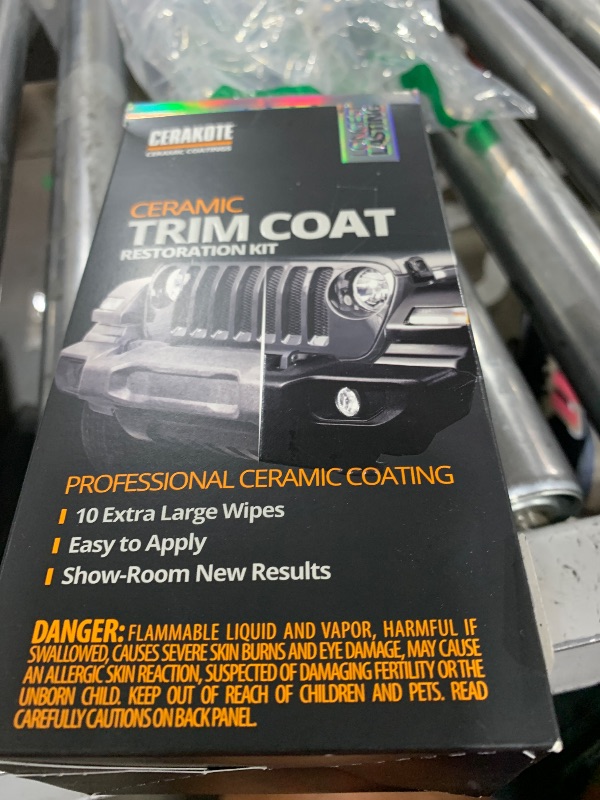 CERAKOTE
CERAMIC COATINGS
LASTING
CERAMIC
TRIM COAT
RESTORATION KIT
PROFESSIONAL CERAMIC COATING
10 Extra Large Wipes
Easy to Apply
Show-Room New Results
DANGER: FLAMMABLE LIQUID AND VAPOR, HARMFUL IF
SWALLOWED, CAUSES SEVERE SKIN BURNS AND EYE DAMAGE, MAY CAUSE
AN ALLERGIC SKIN REACTION, SUSPECTED OF DAMAGING FERTILITY OR THE
UNBORN CHILD. KEEP OUT OF REACH OF CHILDREN AND PETS. READ
CAREFULLY CAUTIONS ON BACK PANEL.